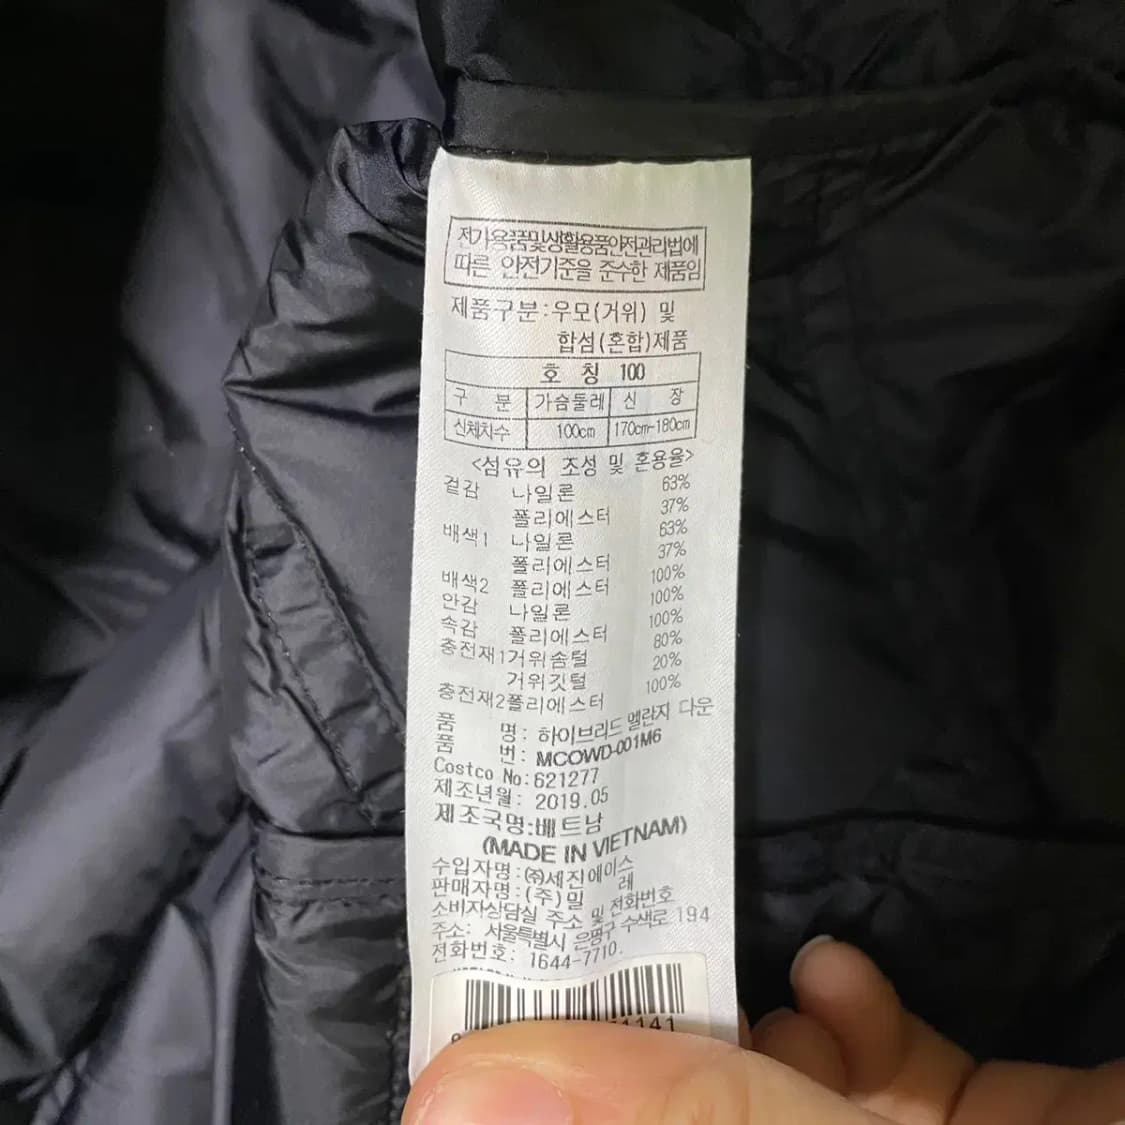 전기용품및생활용품안전관리법에
따른 안전기준을 준수한 제품임
제품구분:우모(거위) 및
합섬(혼합)제품
호 칭 100
구 분 가슴둘레 신 장
신체치수 100cm 170cm-180cm
<섬유의 조성 및 혼용율>
겉감 나일론 63%
폴리에스터 37%
배색1 나일론 63%
폴리에스터 37%
배색2 폴리에스터 100%
안감 나일론 100%
속감 폴리에스터 100%
충전재1거위솜털 80%
거위깃털 20%
충전재2폴리에스터 100%
품 명: 하이브리드 멜란지 다운
품 번: MCOWD-001M6
Costco No:621277
제조년월: 2019.05
제조국명:베트남
(MADE IN VIETNAM)
수입자명:㈜세진에이스
판매자명:(주)밀레
소비자상담실 주소 및 전화번호
주소: 서울특별시 은평구 수색로 194
전화번호: 1644-7710.
1141